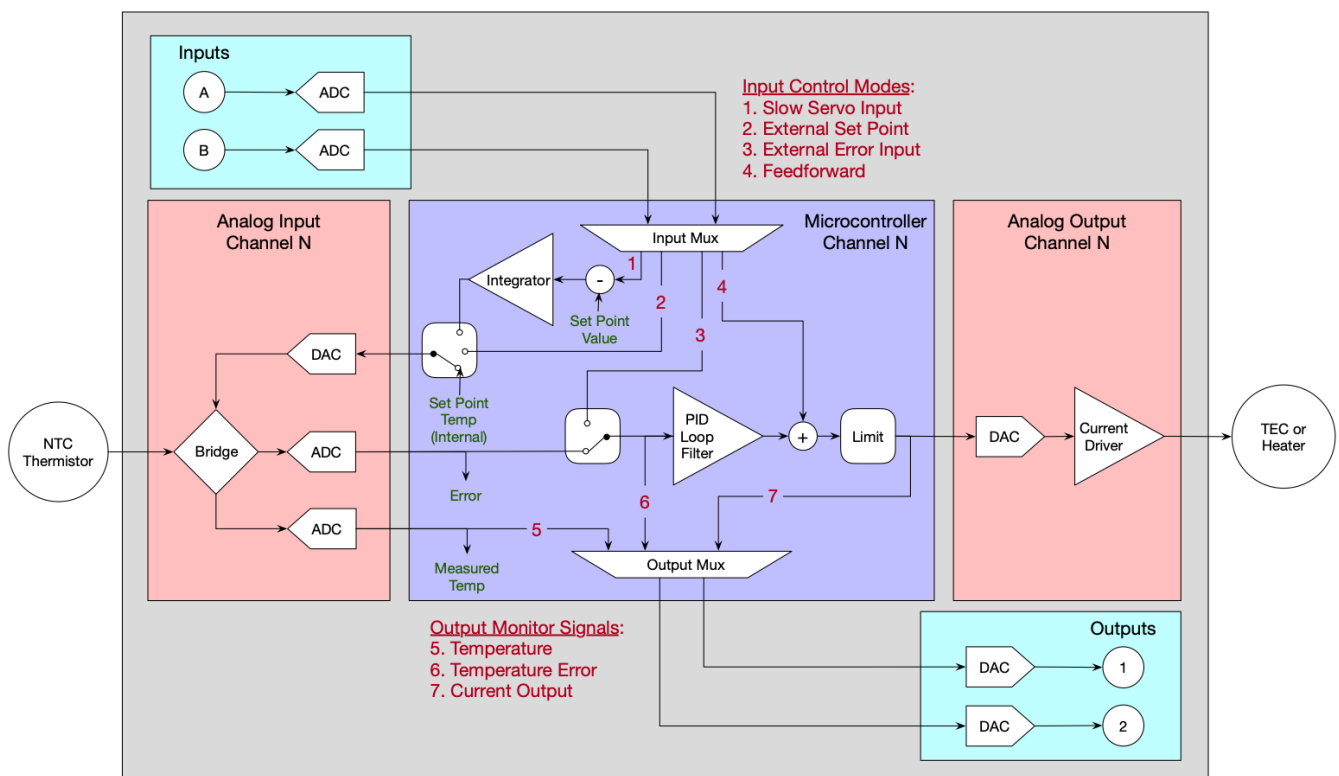 Inputs
A
ADC
B
ADC
Input Control Modes:
1. Slow Servo Input
2. External Set Point
3. External Error Input
4. Feedforward
Analog Input
Channel N
Microcontroller
Channel N
Analog Output
Channel N
Input Mux
1
2
3
4
Integrator
-
Set Point
Value
DAC
Set Point
Temp
(Internal)
NTC
Thermistor
Bridge
ADC
Error
PID
Loop
Filter
+
Limit
DAC
Current
Driver
TEC or
Heater
6
7
ADC
5
Measured
Temp
Output Mux
Output Monitor Signals:
5. Temperature
6. Temperature Error
7. Current Output
Outputs
DAC
1
DAC
2